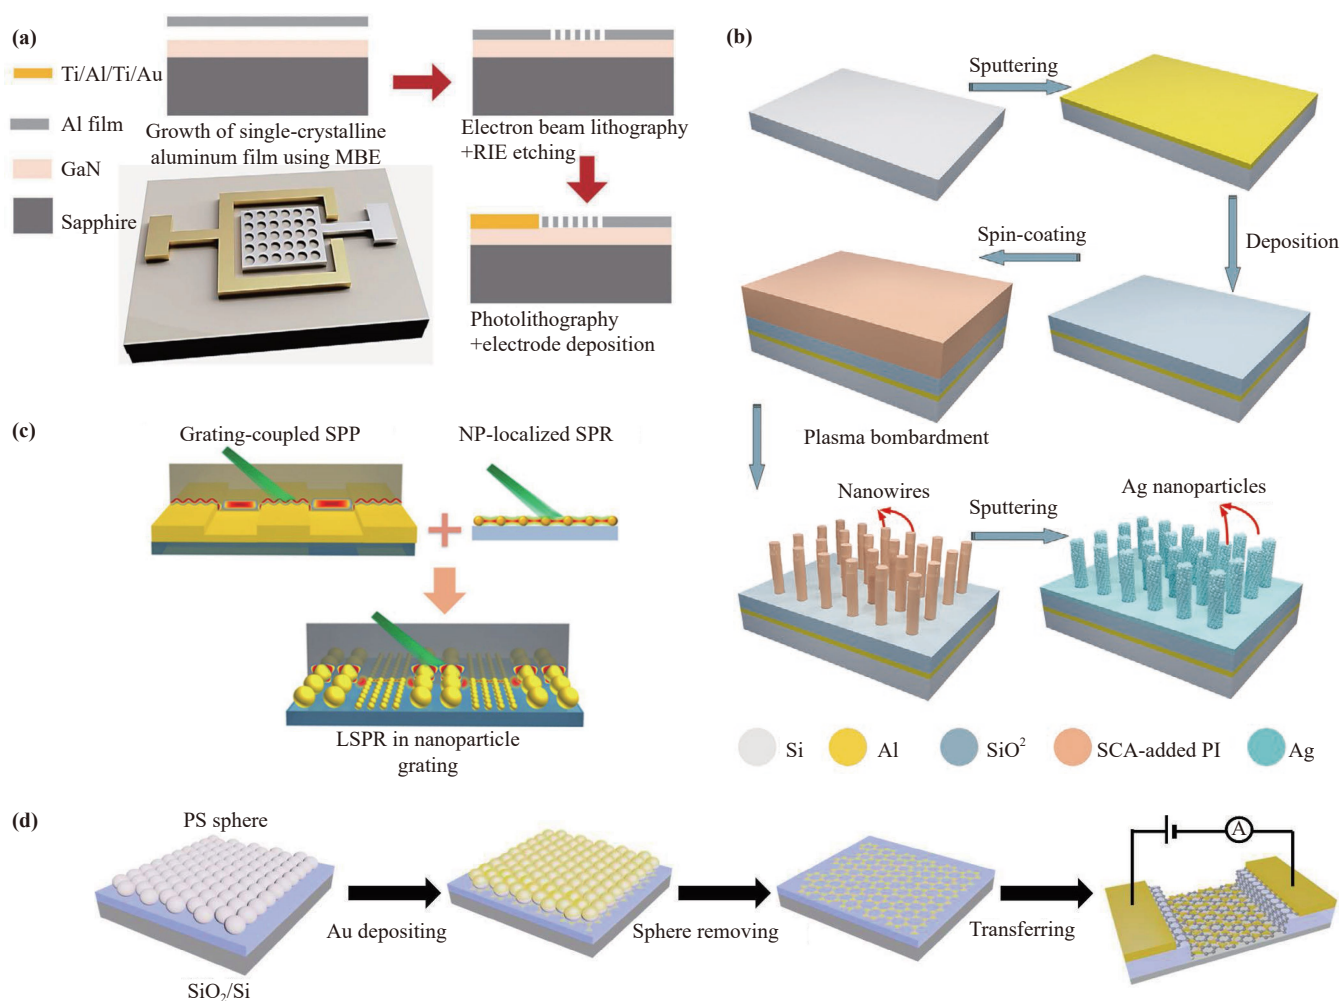 (a)
Ti/Al/Ti/Au
Al film
GaN
Sapphire
Growth of single-crystalline
aluminum film using MBE
Electron beam lithography
+RIE etching
Photolithography
+electrode deposition
(b)
Sputtering
Deposition
Spin-coating
Plasma bombardment
Nanowires
Sputtering
Ag nanoparticles
Si
Al
SiO²
SCA-added PI
Ag
(c)
Grating-coupled SPP
NP-localized SPR
LSPR in nanoparticle
grating
(d)
PS sphere
SiO₂/Si
Au depositing
Sphere removing
Transferring
A